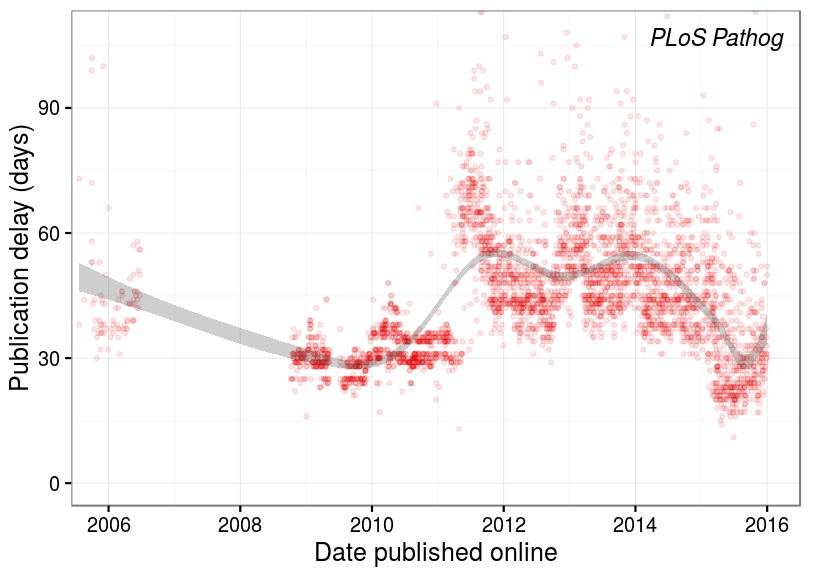 PLoS Pathog
Publication delay (days)
90
60
30
0
2006 2008 2010 2012 2014 2016
Date published online